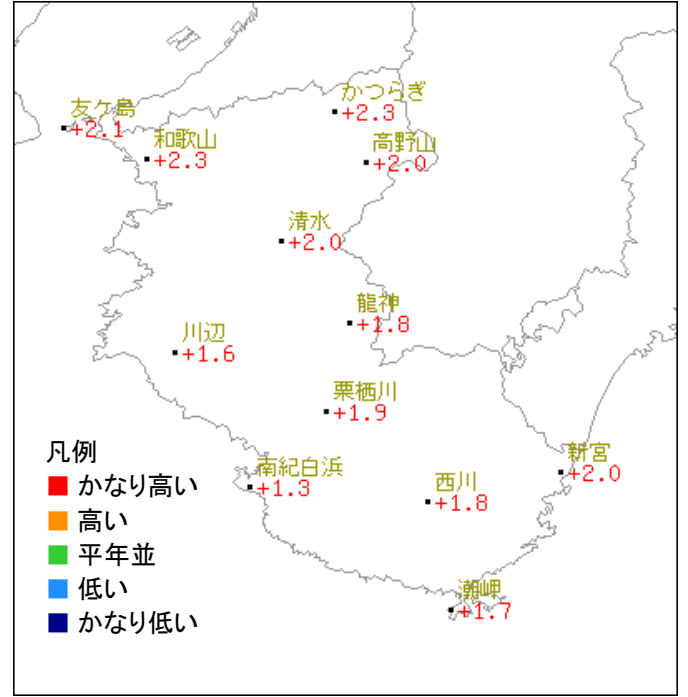 かつらぎ
+2.3
友ケ島
+2.1
和歌山
+2.3
高野山
+2.0
清水
+2.0
龍神
+1.8
川辺
+1.6
栗栖川
+1.9
新宮
+2.0
南紀白浜
+1.3
西川
+1.8
潮岬
+1.7
凡例
かなり高い
高い
平年並
低い
かなり低い